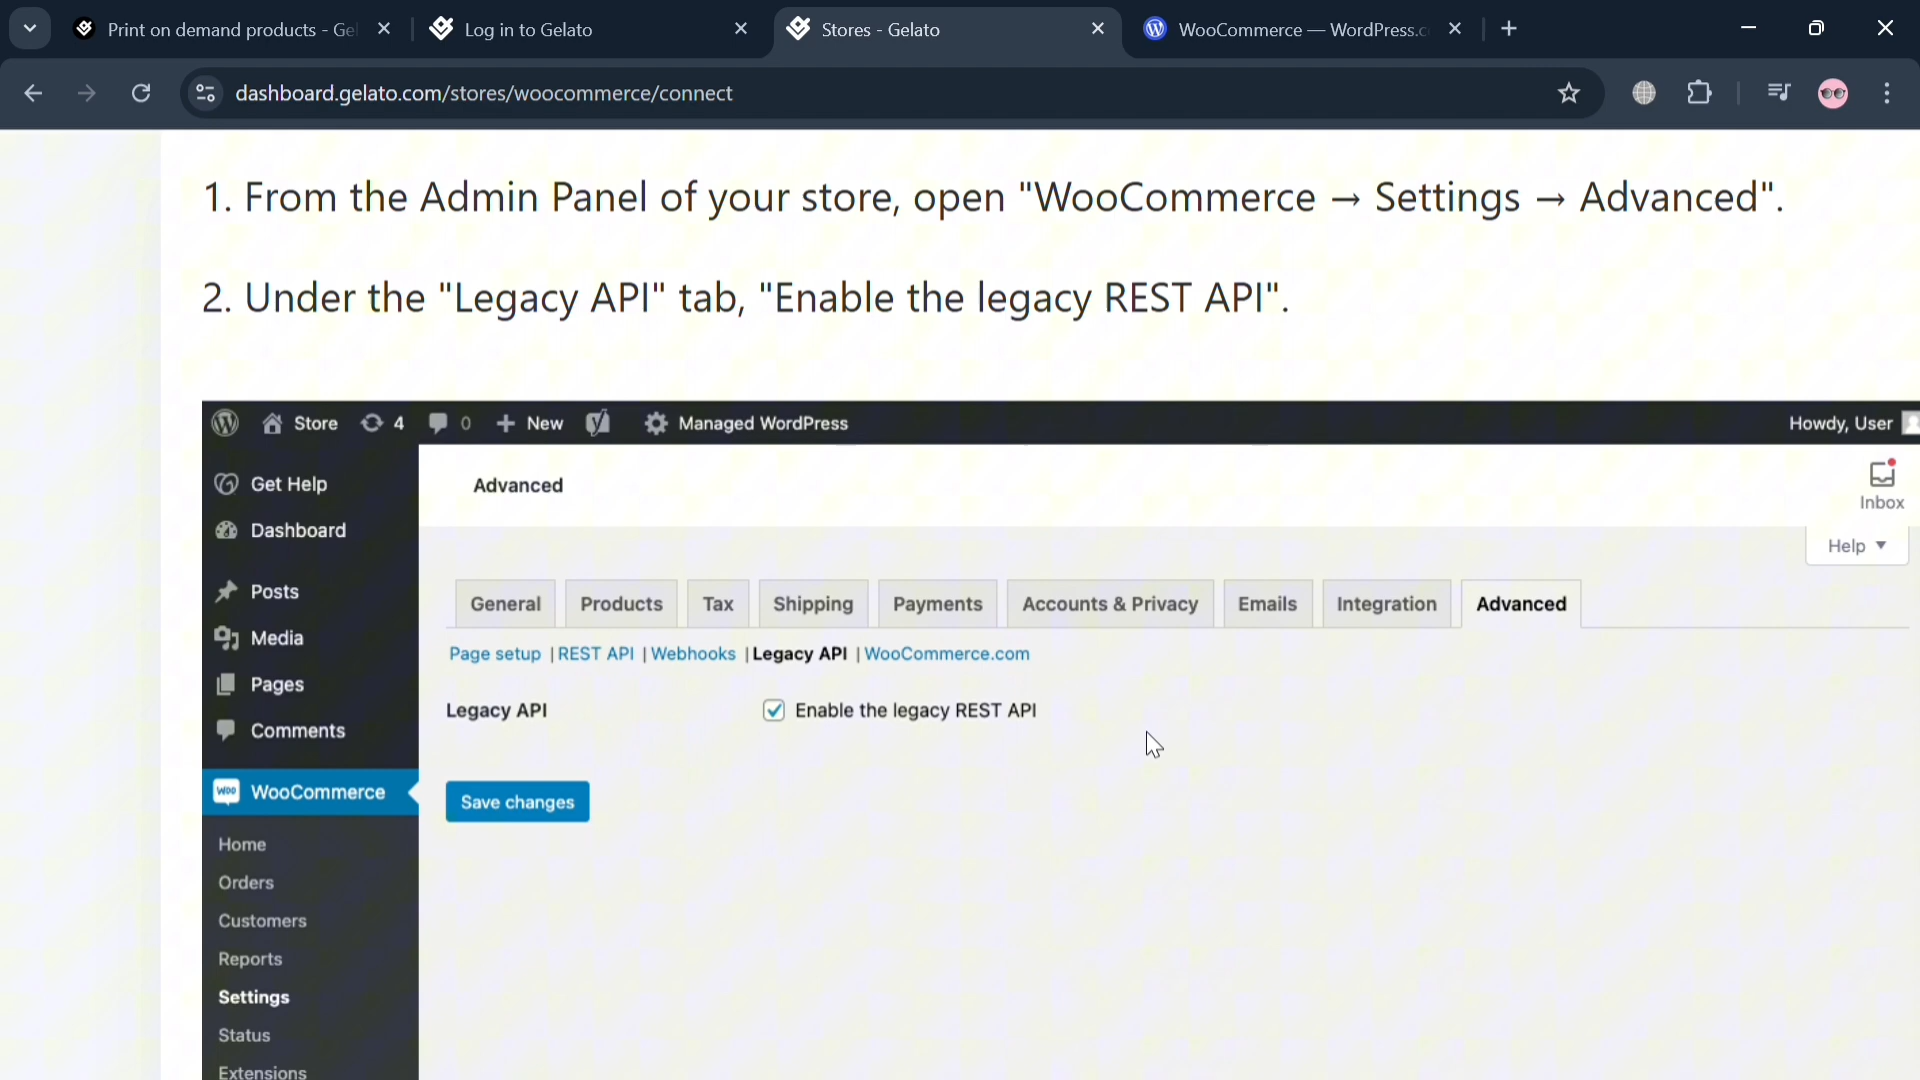 Print on demand products - Ge
Log in to Gelato
Stores - Gelato
WooCommerce — WordPress.c
dashboard.gelato.com/stores/woocommerce/connect
1. From the Admin Panel of your store, open "WooCommerce → Settings → Advanced".
2. Under the "Legacy API" tab, "Enable the legacy REST API".
Store 4 0 + New Managed WordPress Howdy, User
Get Help
Dashboard
Posts
Media
Pages
Comments
WooCommerce
Home
Orders
Customers
Reports
Settings
Status
Extensions
Advanced
Inbox
Help
General Products Tax Shipping Payments Accounts & Privacy Emails Integration Advanced
Page setup | REST API | Webhooks | Legacy API | WooCommerce.com
Legacy API Enable the legacy REST API
Save changes